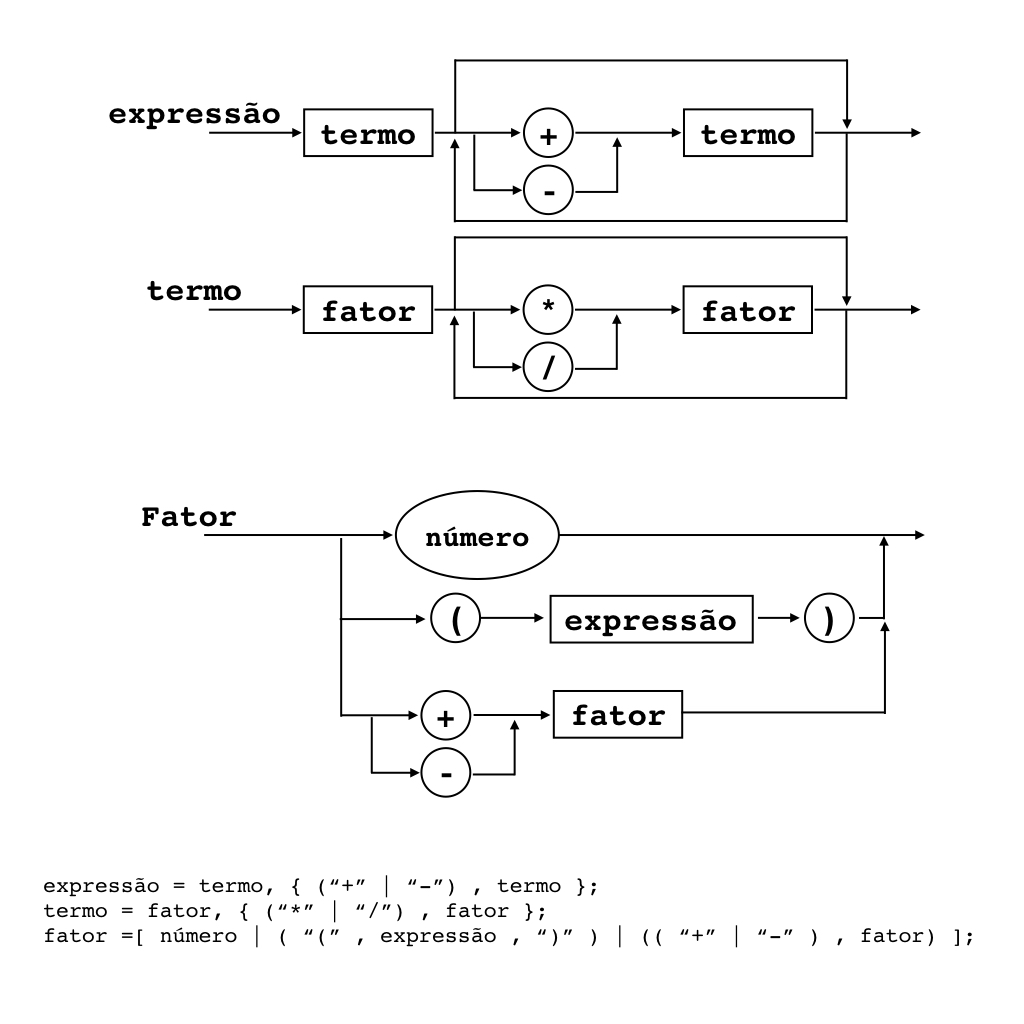 expressão
termo
+
termo
-
termo
fator
*
fator
/
Fator
número
(
expressão
)
+
fator
-
expressão = termo, { (“+” | “-”) , termo };
termo = fator, { (“*” | “/”) , fator };
fator =[ número | ( “(” , expressão , “)” ) | (( “+” | “-” ) , fator) ];